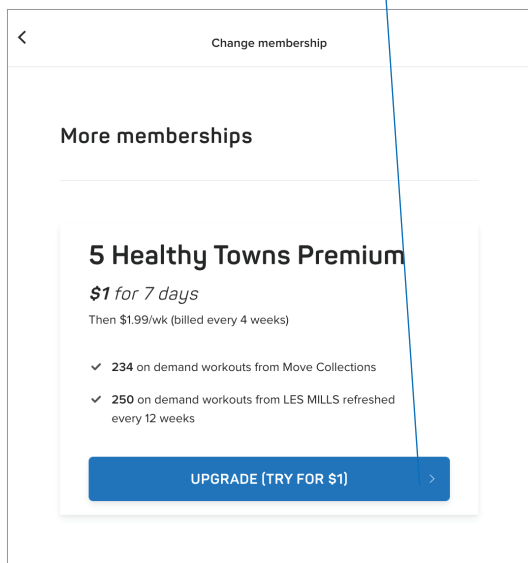 Change membership
More memberships
5 Healthy Towns Premium
$1 for 7 days
Then $1.99/wk (billed every 4 weeks)
234 on demand workouts from Move Collections
250 on demand workouts from LES MILLS refreshed
every 12 weeks
UPGRADE (TRY FOR $1)